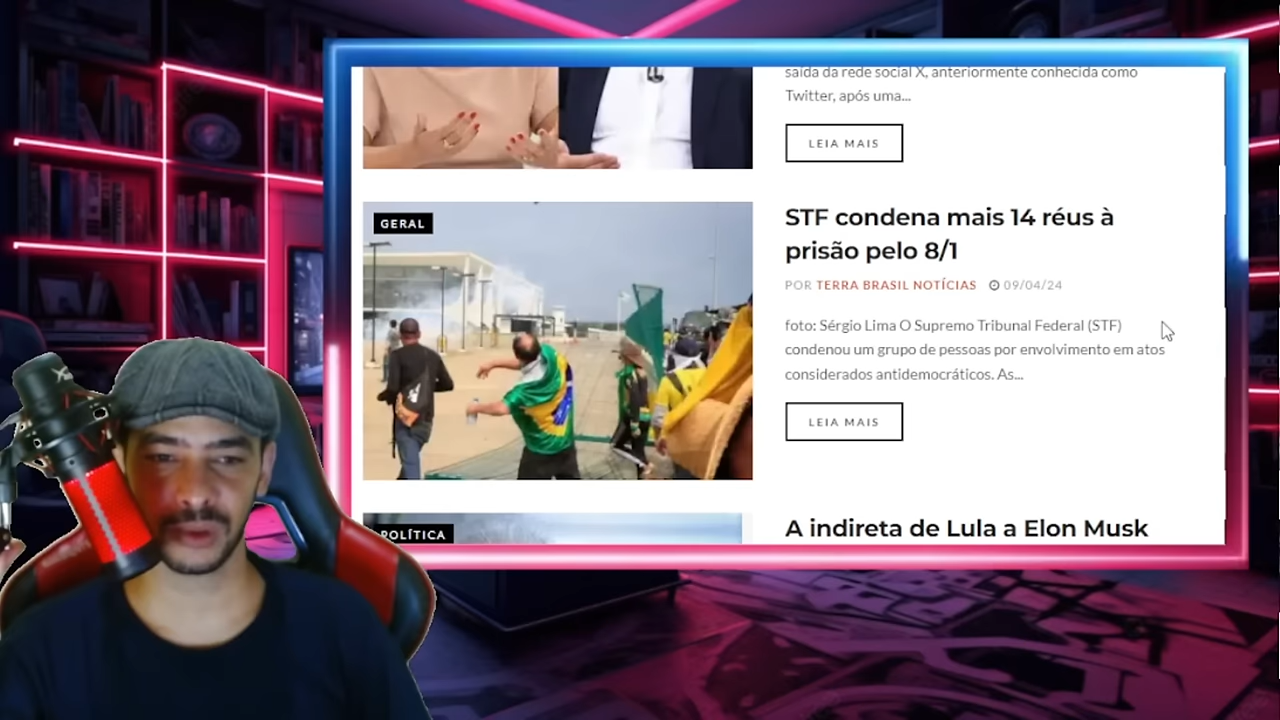 saída da rede social X, anteriormente conhecida como
Twitter, após uma...
LEIA MAIS
GERAL
STF condena mais 14 réus à
prisão pelo 8/1
POR TERRA BRASIL NOTÍCIAS 09/04/24
foto: Sérgio Lima O Supremo Tribunal Federal (STF)
condenou um grupo de pessoas por envolvimento em atos
considerados antidemocráticos. As...
LEIA MAIS
POLÍTICA
A indireta de Lula a Elon Musk